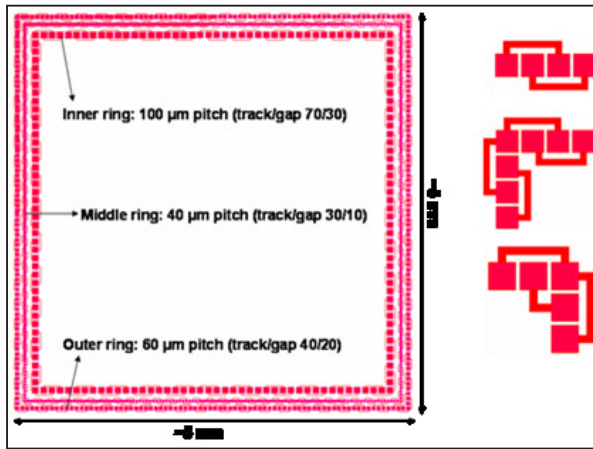 Inner ring: 100 µm pitch (track/gap 70/30)
Middle ring: 40 µm pitch (track/gap 30/10)
Outer ring: 60 µm pitch (track/gap 40/20)